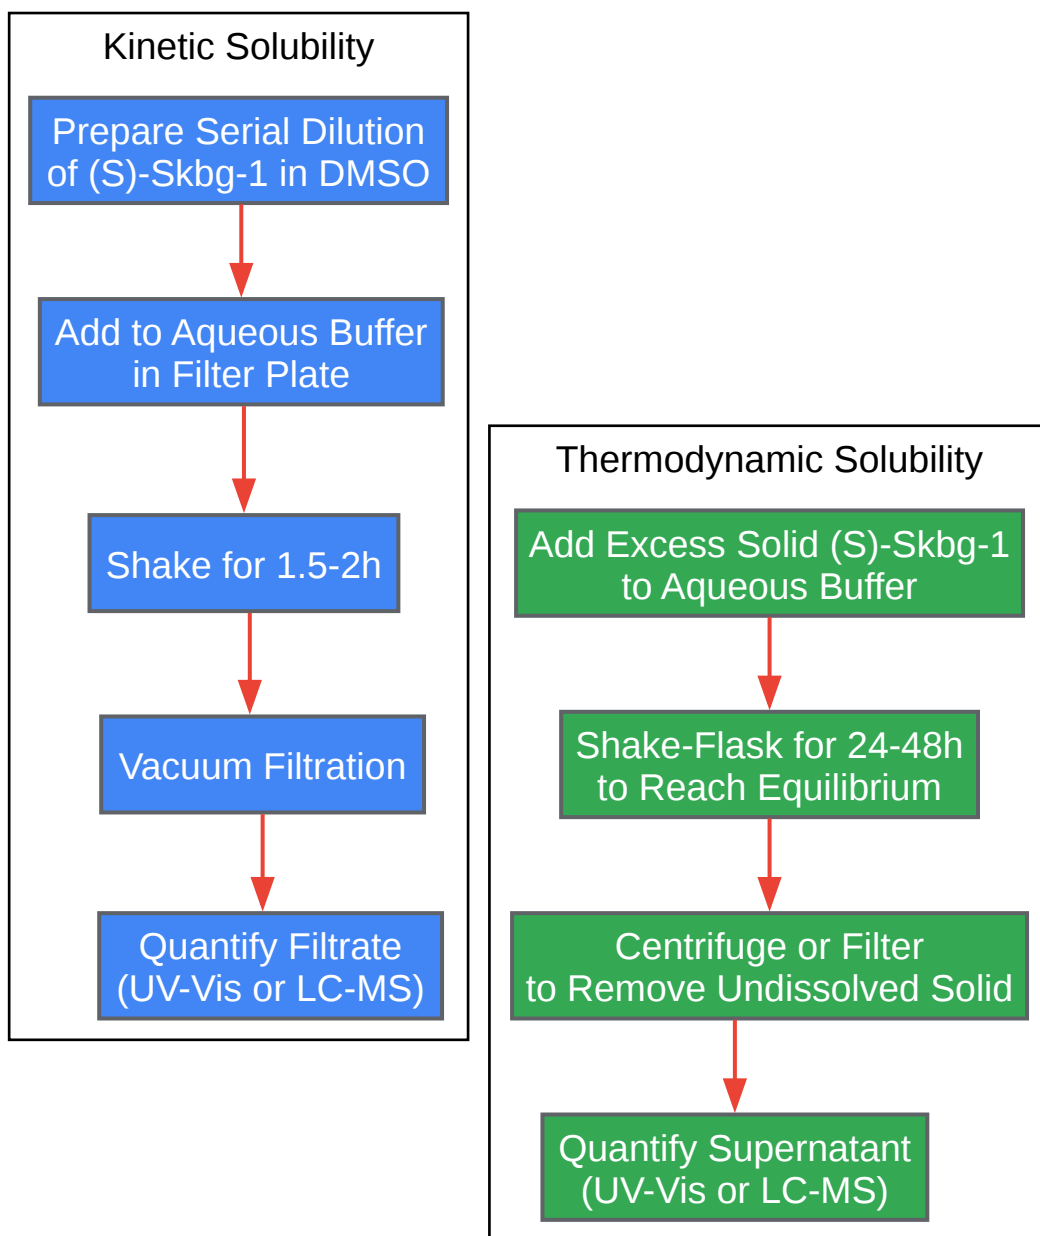 Kinetic Solubility
Prepare Serial Dilution
of (S)-Skbg-1 in DMSO
Add to Aqueous Buffer
in Filter Plate
Shake for 1.5-2h
Vacuum Filtration
Quantify Filtrate
(UV-Vis or LC-MS)
Thermodynamic Solubility
Add Excess Solid (S)-Skbg-1
to Aqueous Buffer
Shake-Flask for 24-48h
to Reach Equilibrium
Centrifuge or Filter
to Remove Undissolved Solid
Quantify Supernatant
(UV-Vis or LC-MS)